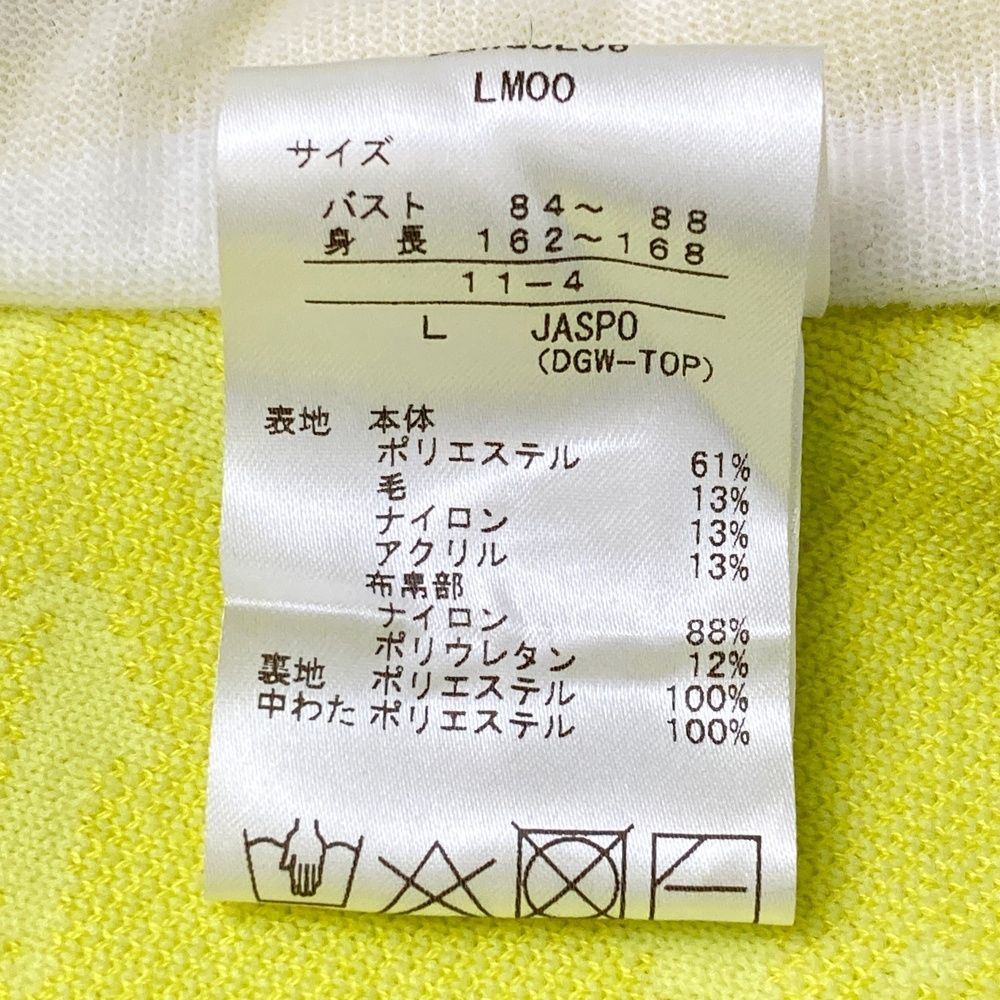 LM00
サイズ
バスト 84～ 88
身 長 162～168
11-4
L JASPO
(DGW-TOP)
表地 本体
ポリエステル 61%
毛 13%
ナイロン 13%
アクリル 13%
布帛部
ナイロン 88%
ポリウレタン 12%
裏地 ポリエステル 100%
中わた ポリエステル 100%